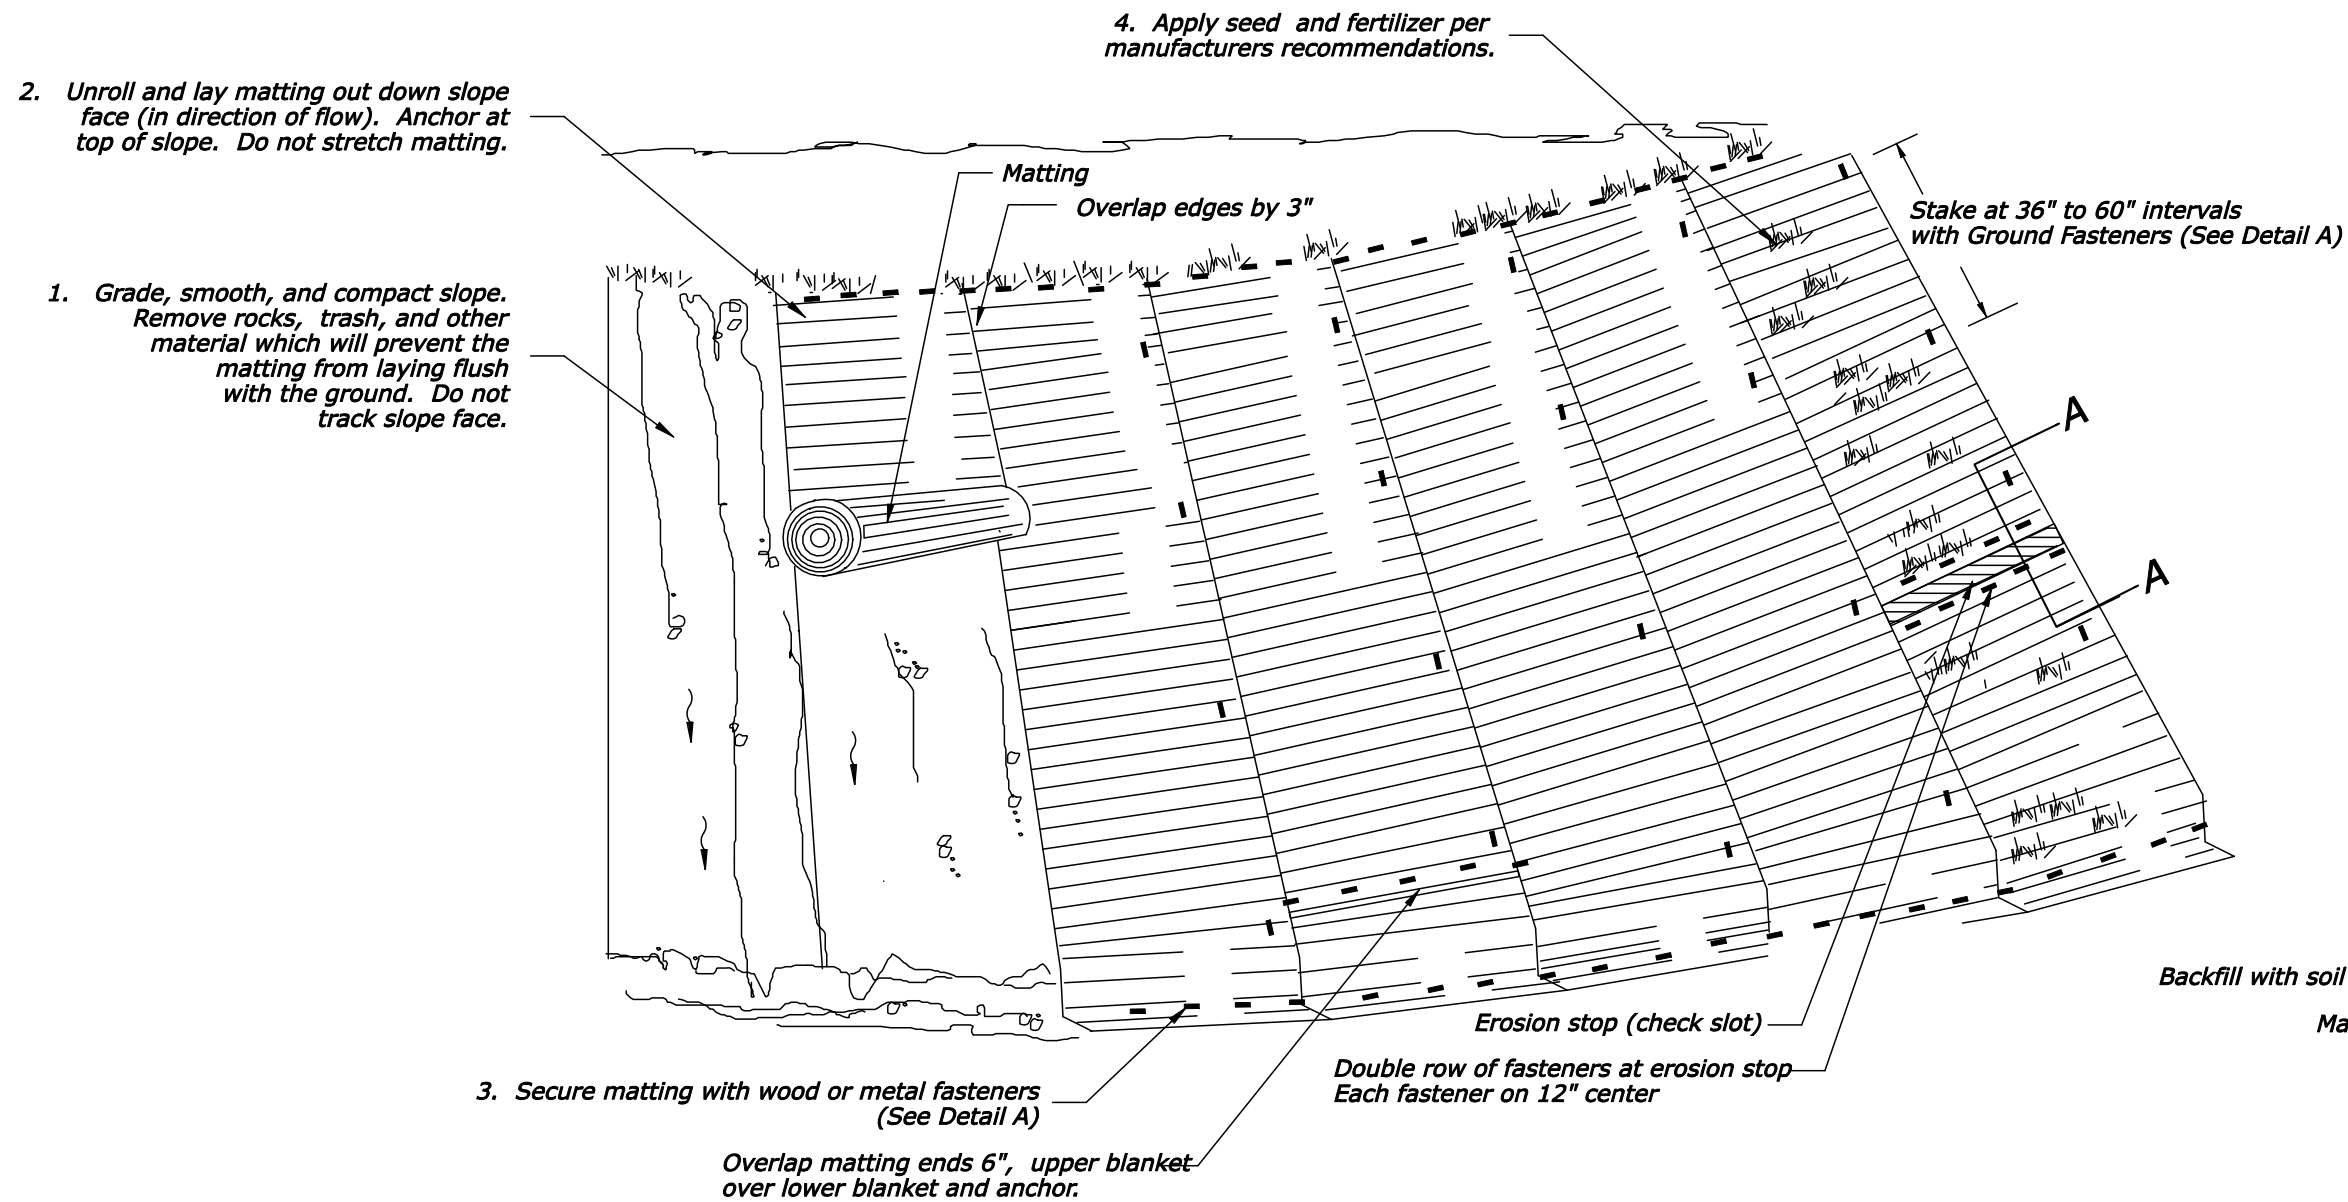 4. Apply seed and fertilizer per
manufacturers recommendations.
2. Unroll and lay matting out down slope
face (in direction of flow). Anchor at
top of slope. Do not stretch matting.
Matting
Overlap edges by 3"
Stake at 36" to 60" intervals
with Ground Fasteners (See Detail A)
1. Grade, smooth, and compact slope.
Remove rocks, trash, and other
material which will prevent the
matting from laying flush
with the ground. Do not
track slope face.
A
A
Backfill with soil
Erosion stop (check slot)
Ma
Double row of fasteners at erosion stop
Each fastener on 12" center
3. Secure matting with wood or metal fasteners
(See Detail A)
Overlap matting ends 6", upper blanket
over lower blanket and anchor.